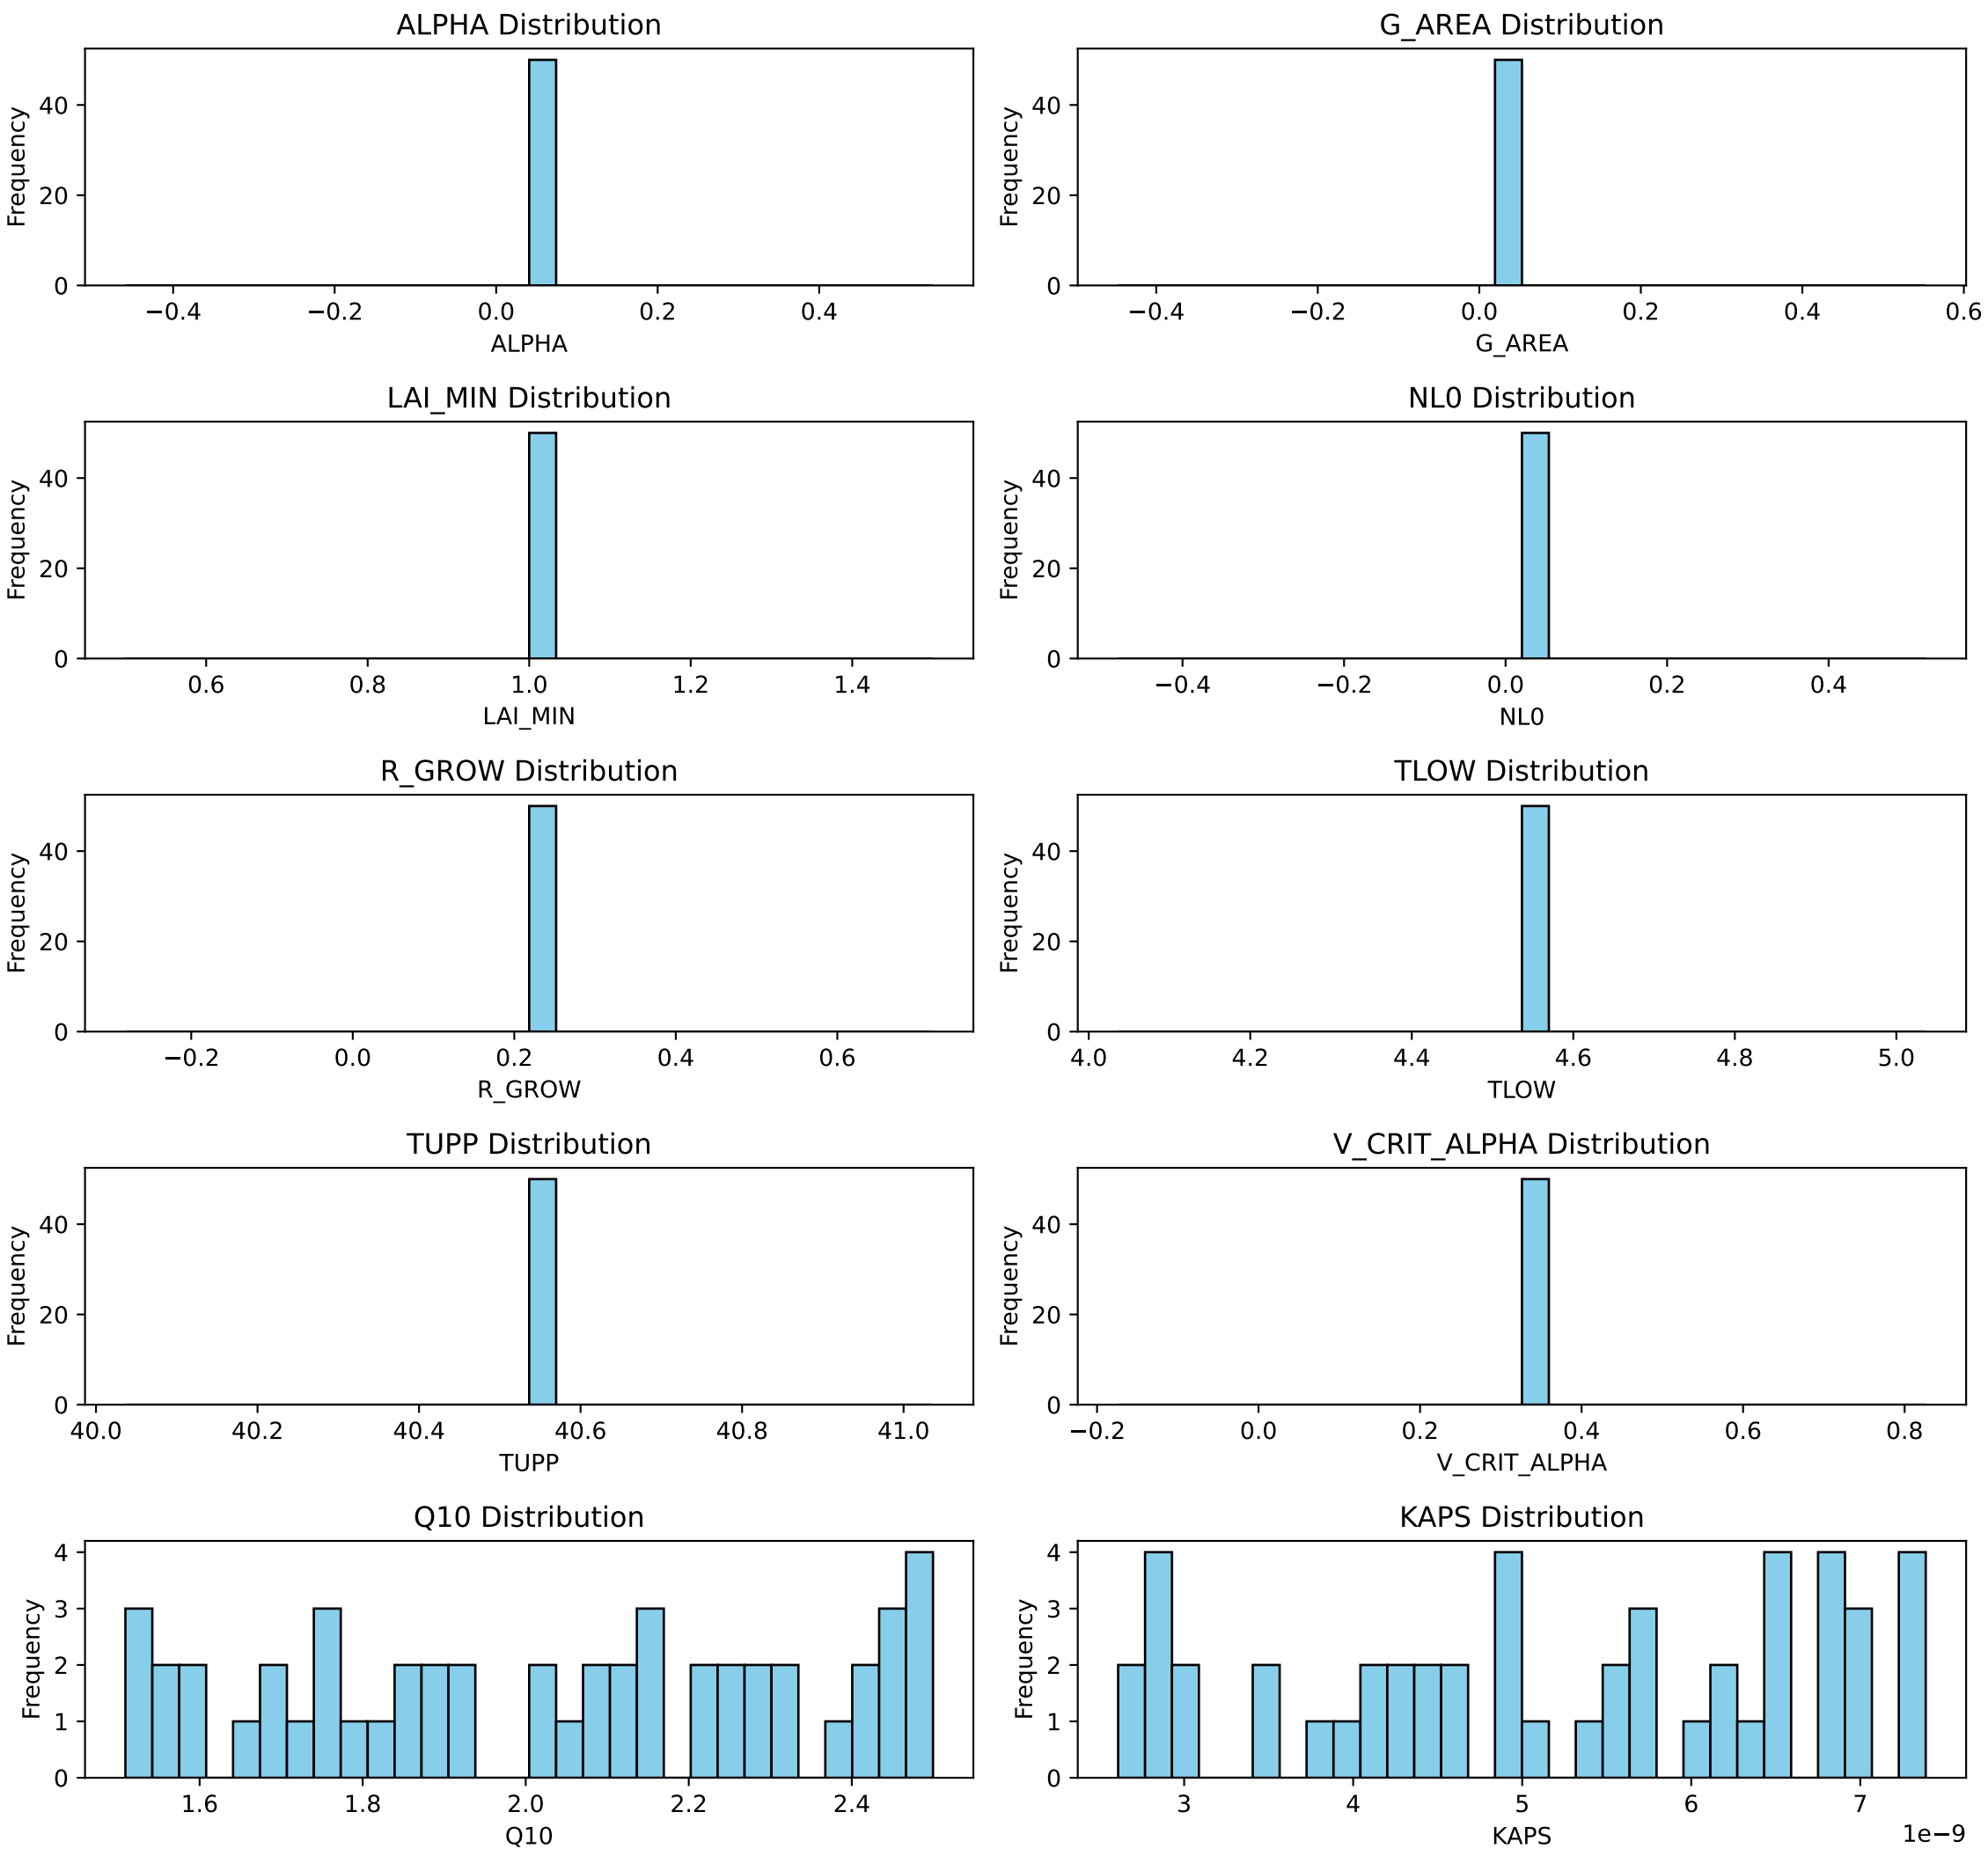 ALPHA Distribution
Frequency
40
20
0
−0.4 −0.2 0.0 0.2 0.4
ALPHA
G_AREA Distribution
Frequency
40
20
0
−0.4 −0.2 0.0 0.2 0.4 0.6
G_AREA
LAI_MIN Distribution
Frequency
40
20
0
0.6 0.8 1.0 1.2 1.4
LAI_MIN
NL0 Distribution
Frequency
40
20
0
−0.4 −0.2 0.0 0.2 0.4
NL0
R_GROW Distribution
Frequency
40
20
0
−0.2 0.0 0.2 0.4 0.6
R_GROW
TLOW Distribution
Frequency
40
20
0
4.0 4.2 4.4 4.6 4.8 5.0
TLOW
TUPP Distribution
Frequency
40
20
0
40.0 40.2 40.4 40.6 40.8 41.0
TUPP
V_CRIT_ALPHA Distribution
Frequency
40
20
0
−0.2 0.0 0.2 0.4 0.6 0.8
V_CRIT_ALPHA
Q10 Distribution
Frequency
4
3
2
1
0
1.6 1.8 2.0 2.2 2.4
Q10
KAPS Distribution
Frequency
4
3
2
1
0
3 4 5 6 7
KAPS
1e−9